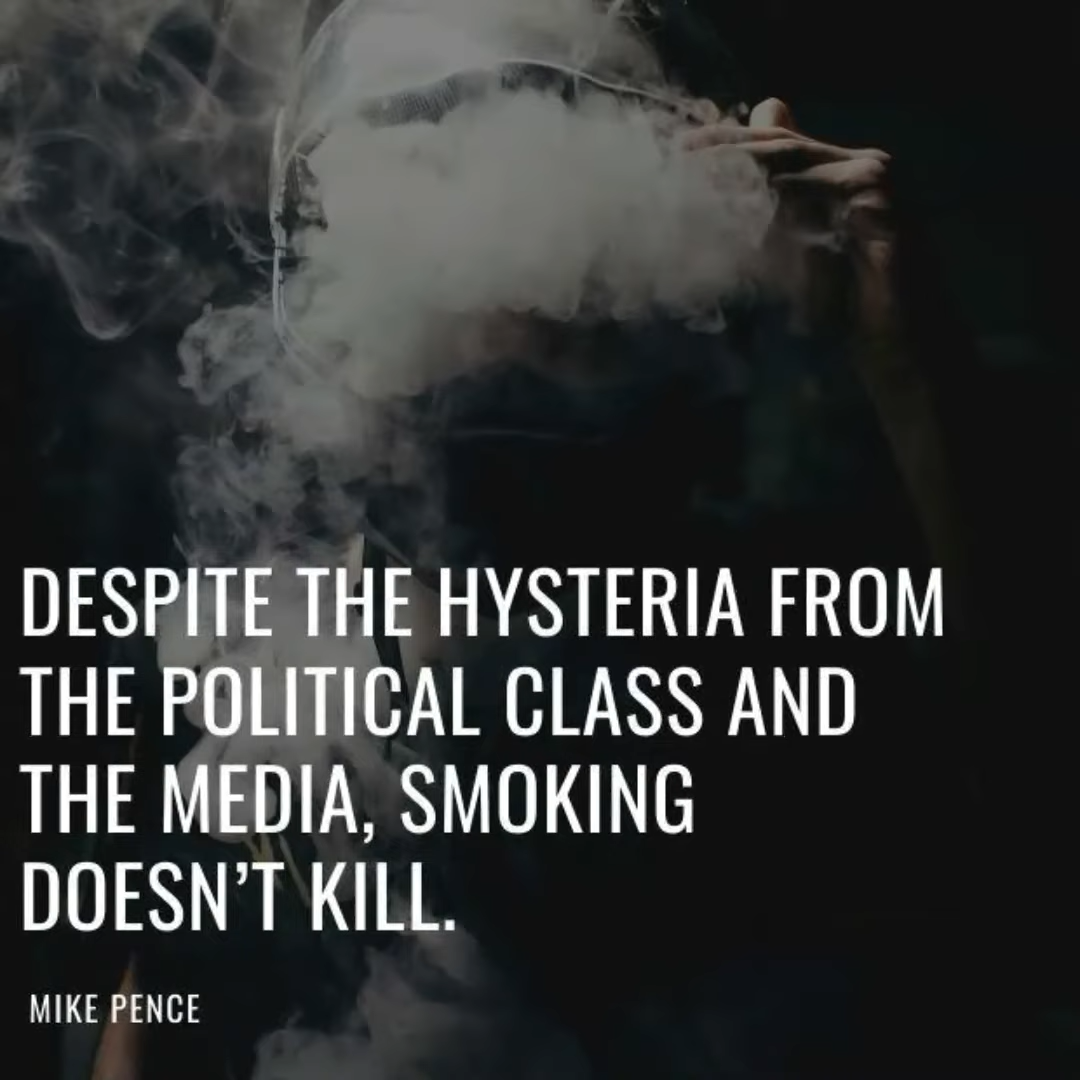 DESPITE THE HYSTERIA FROM
THE POLITICAL CLASS AND
THE MEDIA, SMOKING
DOESN’T KILL.
MIKE PENCE